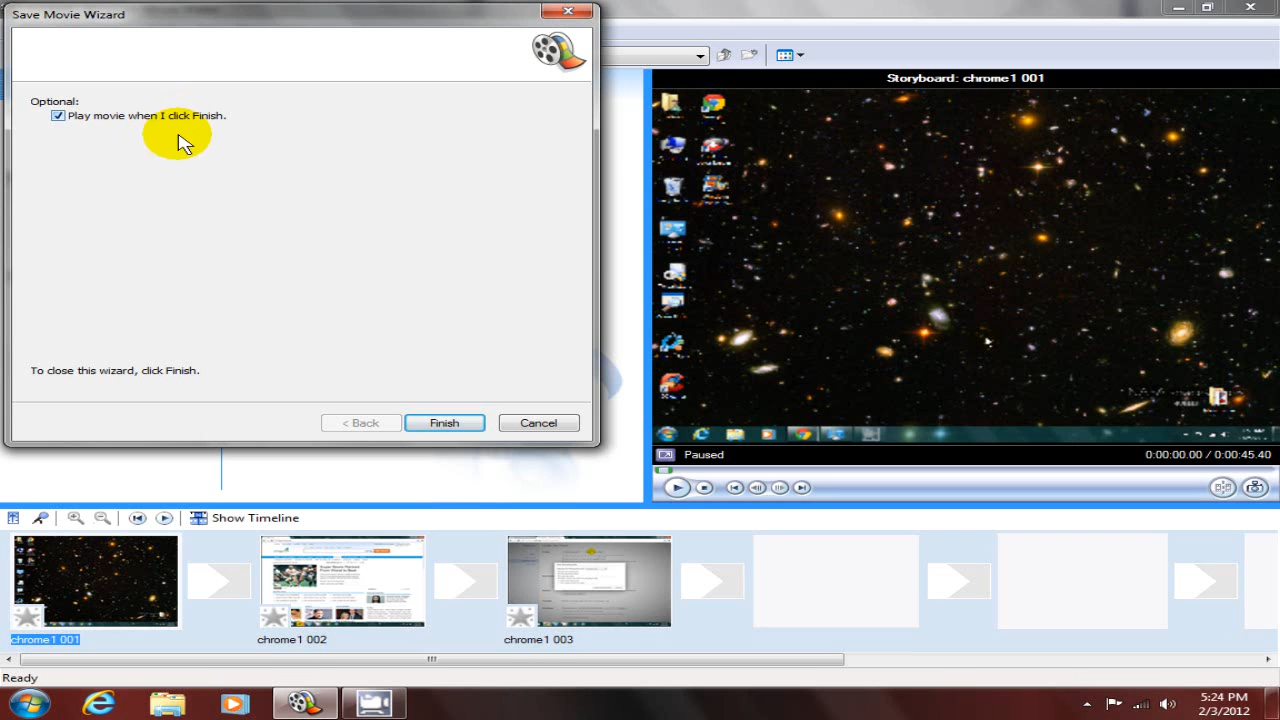 Save Movie Wizard
Optional:
Play movie when I click Finish.
To close this wizard, click Finish.
< Back
Finish
Cancel
Storyboard: chrome1 001
Paused
0:00:00.00 / 0:00:45.40
Show Timeline
chrome1 001
chrome1 002
chrome1 003
Ready
5:24 PM
2/3/2012